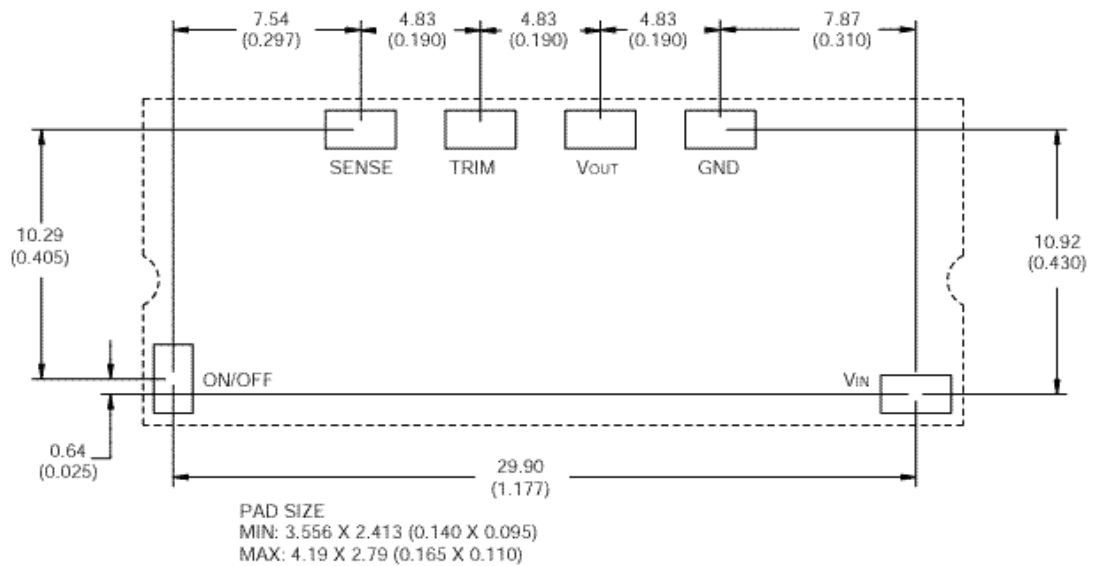 7.54
(0.297)
4.83
(0.190)
4.83
(0.190)
4.83
(0.190)
7.87
(0.310)
SENSE
TRIM
VOUT
GND
10.29
(0.405)
10.92
(0.430)
ON/OFF
VIN
0.64
(0.025)
29.90
(1.177)
PAD SIZE
MIN: 3.556 X 2.413 (0.140 X 0.095)
MAX: 4.19 X 2.79 (0.165 X 0.110)